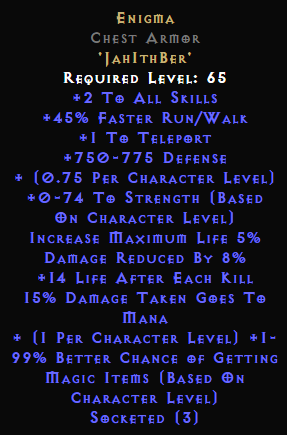 Enigma
Chest Armor
'JahIthBer'
Required Level: 65
+2 To All Skills
+45% Faster Run/Walk
+1 To Teleport
+750-775 Defense
+ (0.75 Per Character Level)
+0-74 To Strength (Based
On Character Level)
Increase Maximum Life 5%
Damage Reduced By 8%
+14 Life After Each Kill
15% Damage Taken Goes To
Mana
+ (1 Per Character Level) +1-
99% Better Chance of Getting
Magic Items (Based On
Character Level)
Socketed (3)